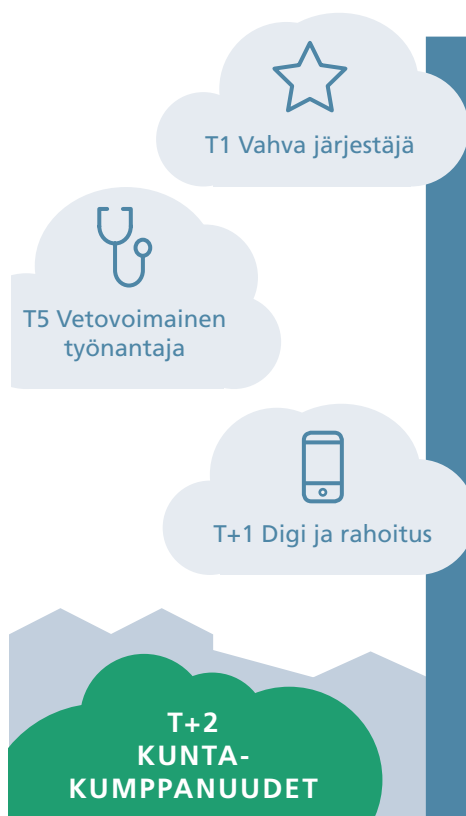 T1 Vahva järjestäjä
T5 Vetovoimainen
työnantaja
T+1 Digi ja rahoitus
T+2
KUNTA-
KUMPPANUUDET